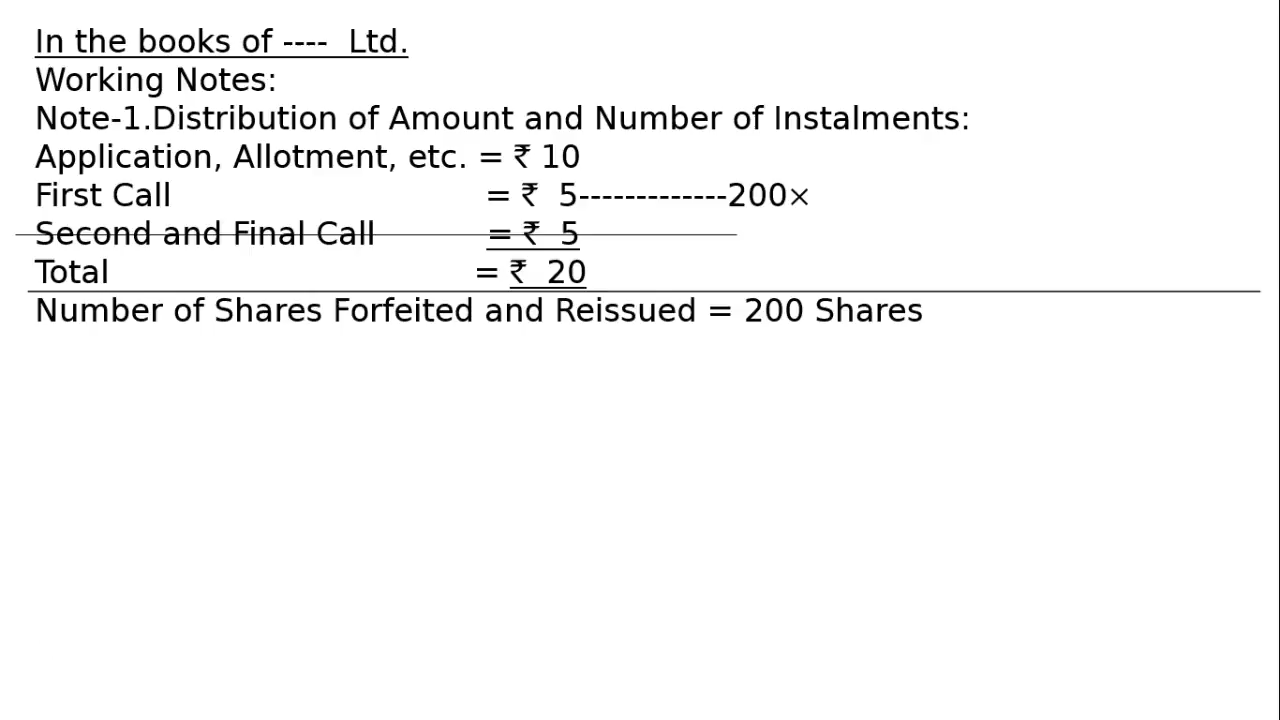 In the books of ----  Ltd.
Working Notes:
Note-1.Distribution of Amount and Number of Instalments:
Application, Allotment, etc. = ₹ 10
First Call = ₹  5-------------200×
Second and Final Call = ₹  5
Total = ₹  20
Number of Shares Forfeited and Reissued = 200 Shares